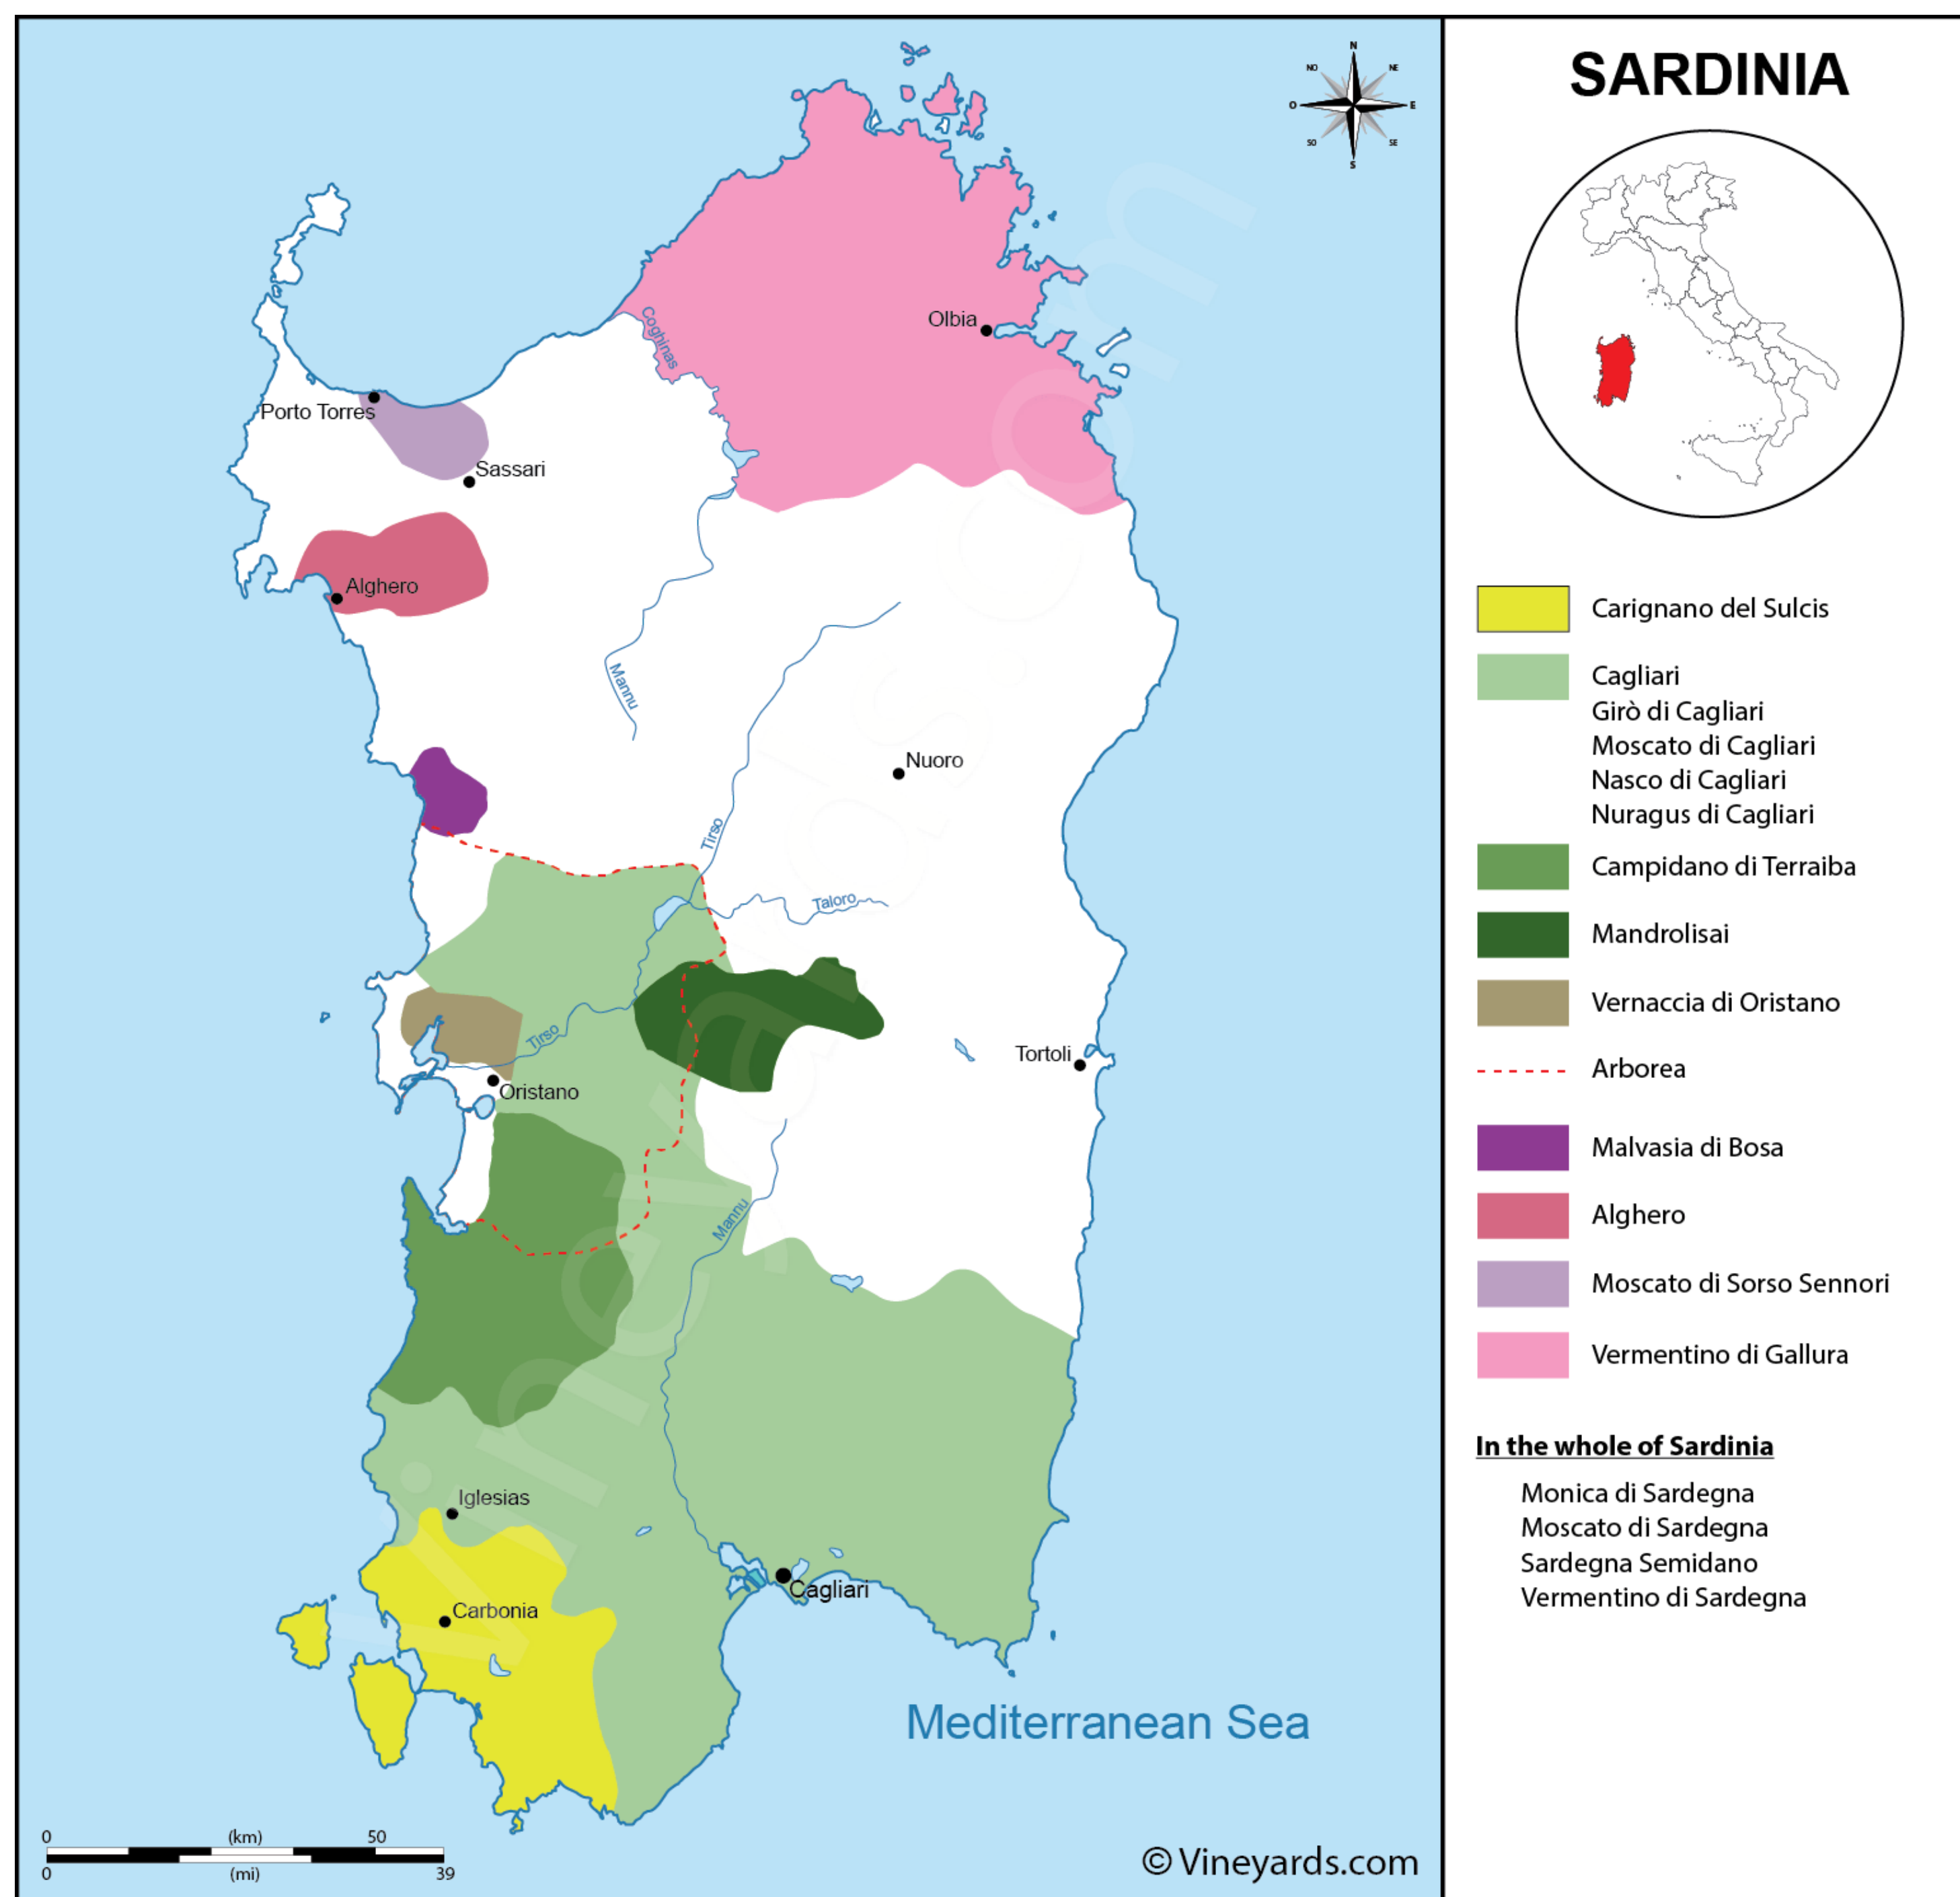 SARDINIA
N
NO
NE
O
E
SO
SE
S
Olbia
Coghinas
Porto Torres
Sassari
Alghero
Mannu
Nuoro
Tirso
Taloro
Tirso
Oristano
Tortoli
Mannu
Iglesias
Cagliari
Carbonia
Mediterranean Sea
0 (km) 50
0 (mi) 39
© Vineyards.com
Carignano del Sulcis
Cagliari
Girò di Cagliari
Moscato di Cagliari
Nasco di Cagliari
Nuragus di Cagliari
Campidano di Terraiba
Mandrolisai
Vernaccia di Oristano
Arborea
Malvasia di Bosa
Alghero
Moscato di Sorso Sennori
Vermentino di Gallura
In the whole of Sardinia
Monica di Sardegna
Moscato di Sardegna
Sardegna Semidano
Vermentino di Sardegna
vineyards.com